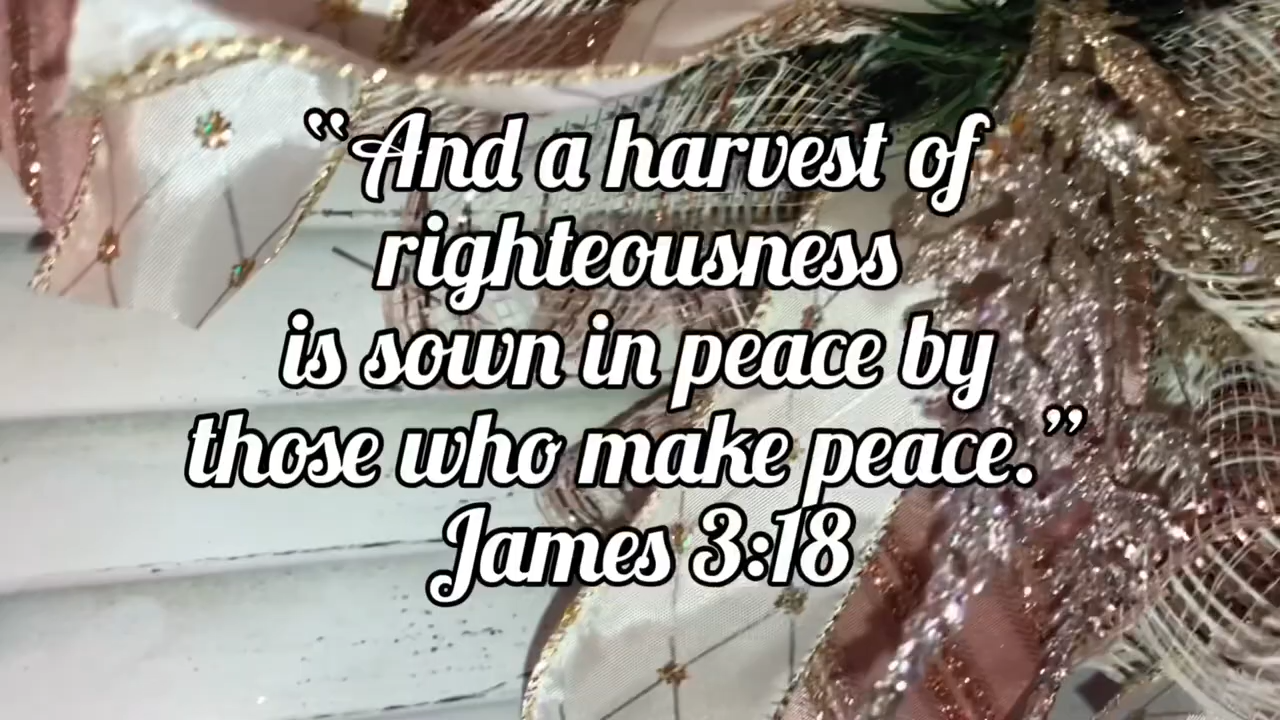 “And a harvest of
righteousness
is sown in peace by
those who make peace.”
James 3:18